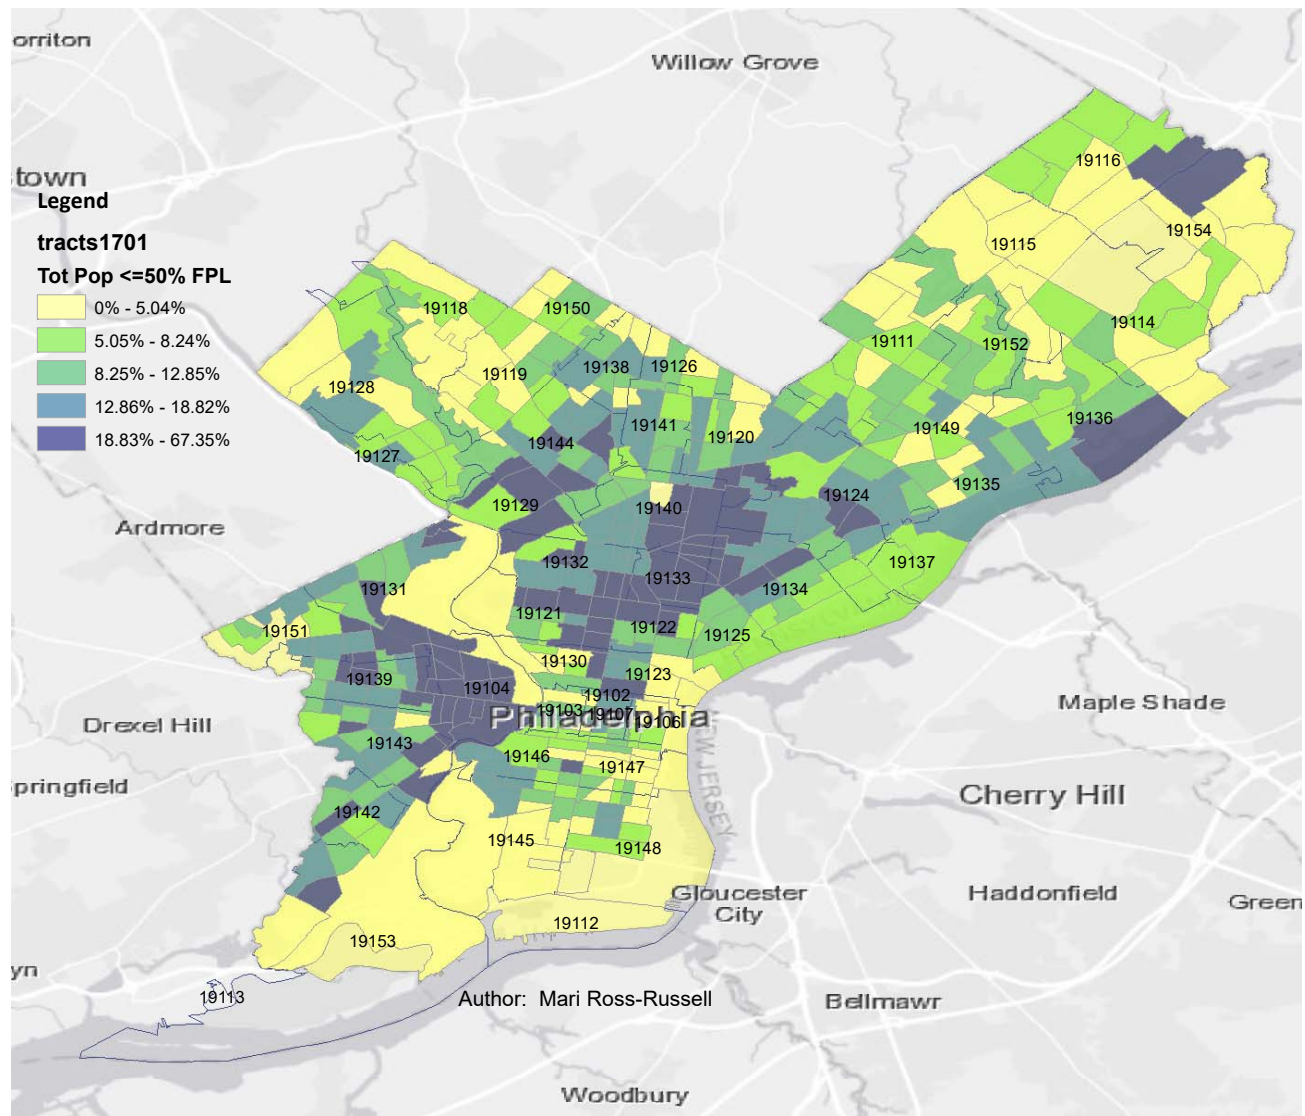 orriton
Willow Grove
town
Legend
tracts1701
Tot Pop <=50% FPL
0% - 5.04%
5.05% - 8.24%
8.25% - 12.85%
12.86% - 18.82%
18.83% - 67.35%
19116
19154
19115
19118
19150
19114
19111
19152
19138
19126
19119
19128
19136
19149
19141
19120
19144
19127
19135
19124
19129
19140
Ardmore
19132
19137
19133
19131
19134
19121
19122
19125
19151
19130
19123
19139
19104
19102
Maple Shade
19103
19107
Philadelphia
19106
Drexel Hill
19143
19146
19147
NEW JERSEY
pringfield
Cherry Hill
19142
19145
19148
Gloucester
City
Haddonfield
Green
19112
19153
yn
19113
Author: Mari Ross-Russell
Bellmawr
Woodbury